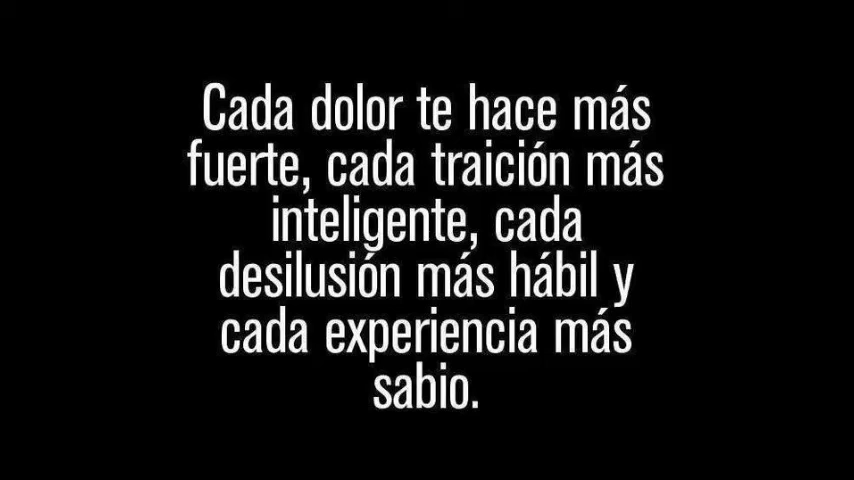 Cada dolor te hace más
fuerte, cada traición más
inteligente, cada
desilusión más hábil y
cada experiencia más
sabio.